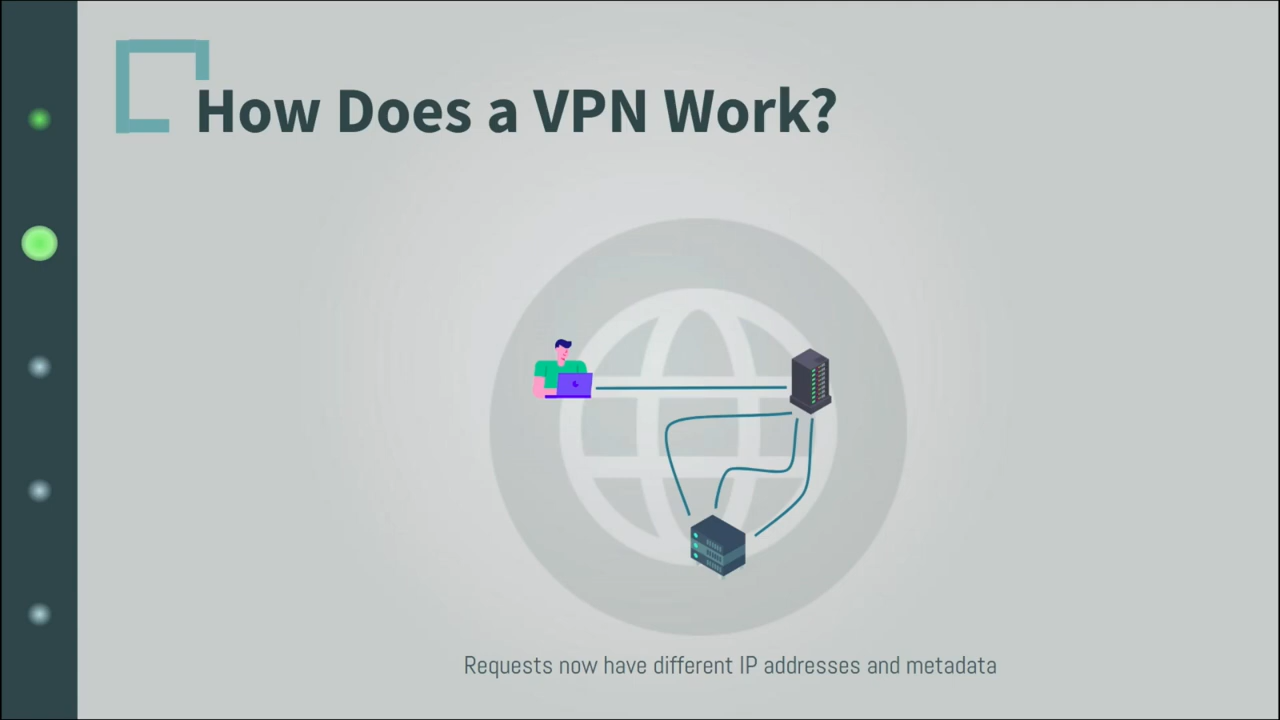 How Does a VPN Work?
Requests now have different IP addresses and metadata